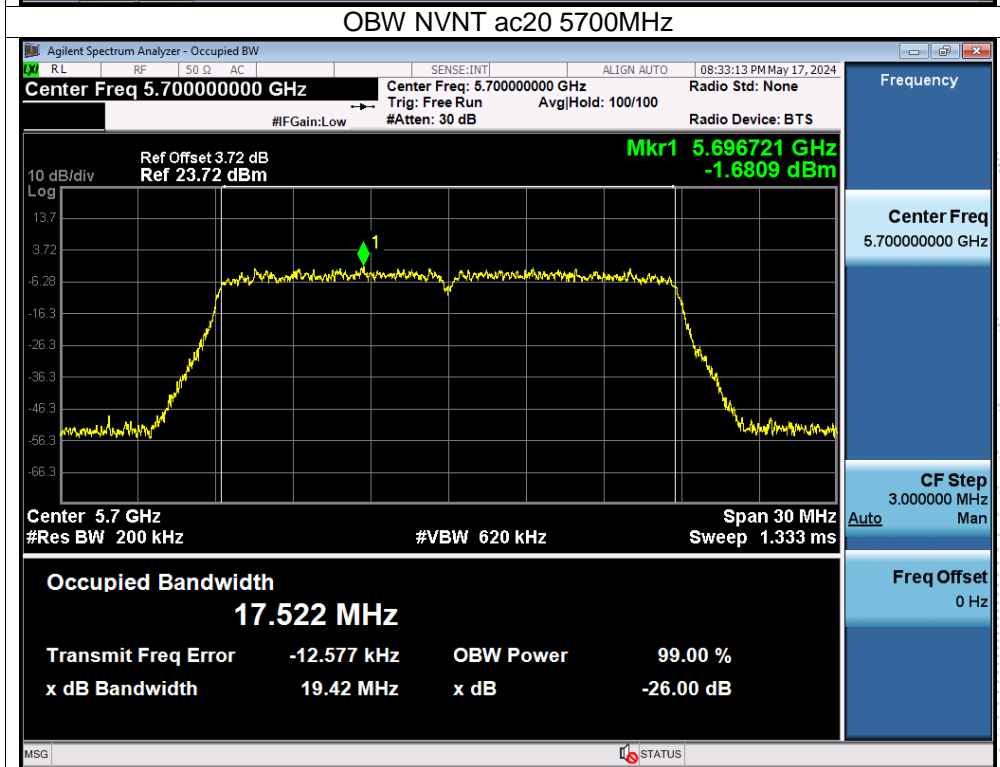 OBW NVNT ac20 5700MHz
Agilent Spectrum Analyzer - Occupied BW
LXI RL RF 50 Ω AC SENSE:INT ALIGN AUTO 08:33:13 PM May 17, 2024
Center Freq 5.700000000 GHz
Center Freq: 5.700000000 GHz Radio Std: None
Trig: Free Run Avg|Hold: 100/100
#IFGain:Low #Atten: 30 dB Radio Device: BTS
Mkr1 5.696721 GHz
-1.6809 dBm
Ref Offset 3.72 dB
10 dB/div Ref 23.72 dBm
Log
13.7
1
3.72
-6.28
-16.3
-26.3
-36.3
-46.3
-56.3
-66.3
Center 5.7 GHz Span 30 MHz
#Res BW 200 kHz #VBW 620 kHz Sweep 1.333 ms
Occupied Bandwidth
17.522 MHz
Transmit Freq Error -12.577 kHz OBW Power 99.00 %
x dB Bandwidth 19.42 MHz x dB -26.00 dB
MSG STATUS
Frequency
Center Freq
5.700000000 GHz
CF Step
3.000000 MHz
Auto Man
Freq Offset
0 Hz